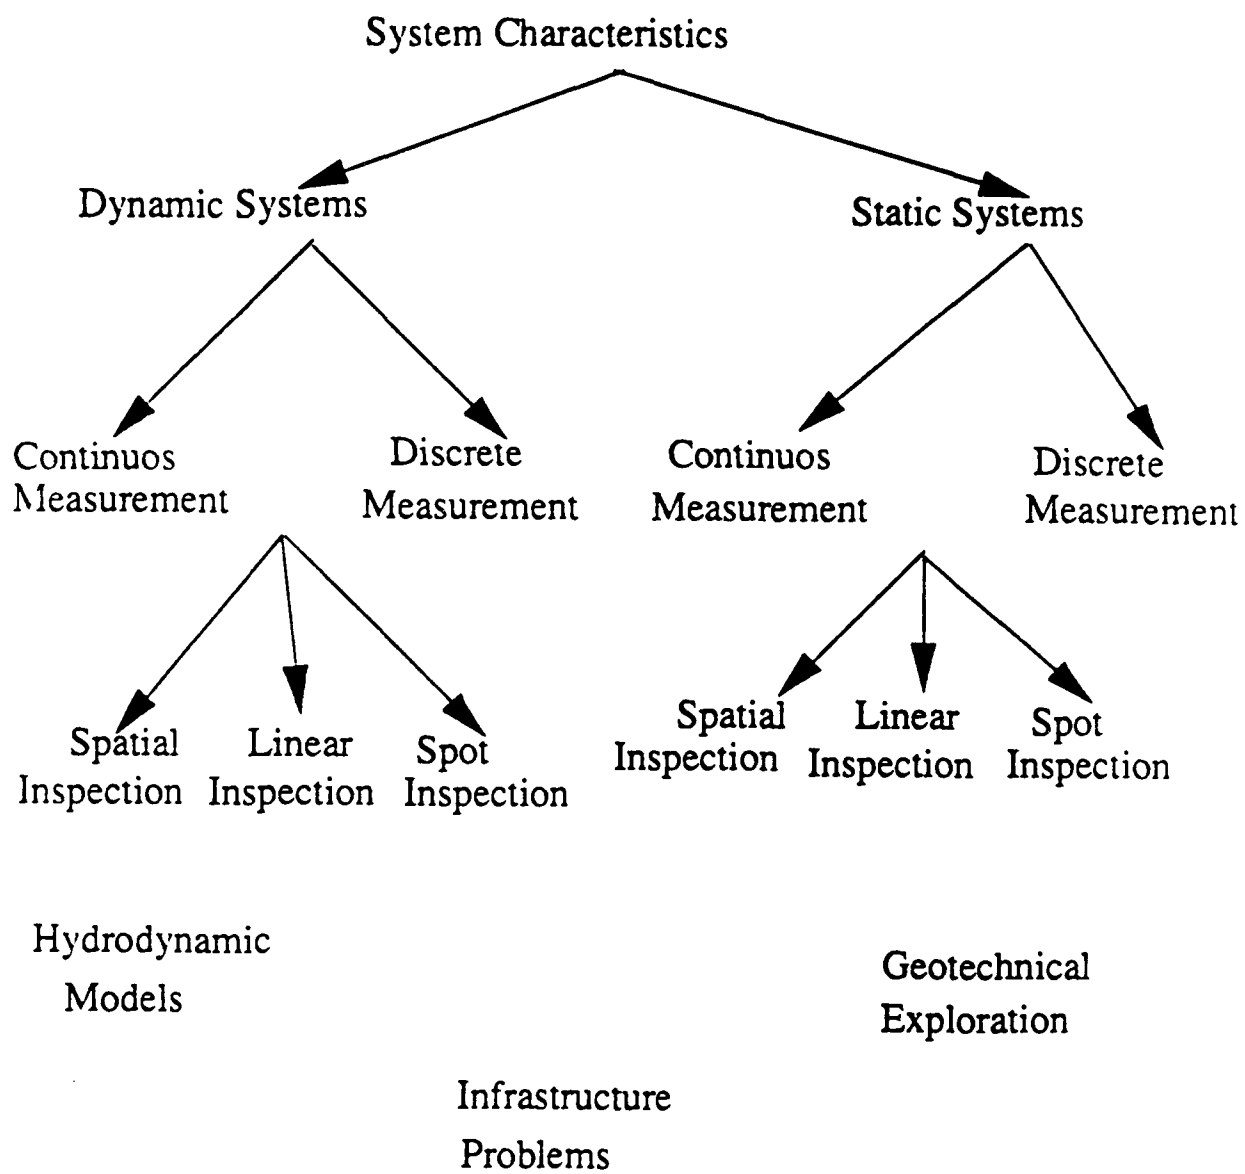 System Characteristics
Dynamic Systems
Static Systems
Continuos
Measurement
Discrete
Measurement
Continuos
Measurement
Discrete
Measurement
Spatial
Inspection
Linear
Inspection
Spot
Inspection
Spatial
Inspection
Linear
Inspection
Spot
Inspection
Hydrodynamic
Models
Geotechnical
Exploration
Infrastructure
Problems